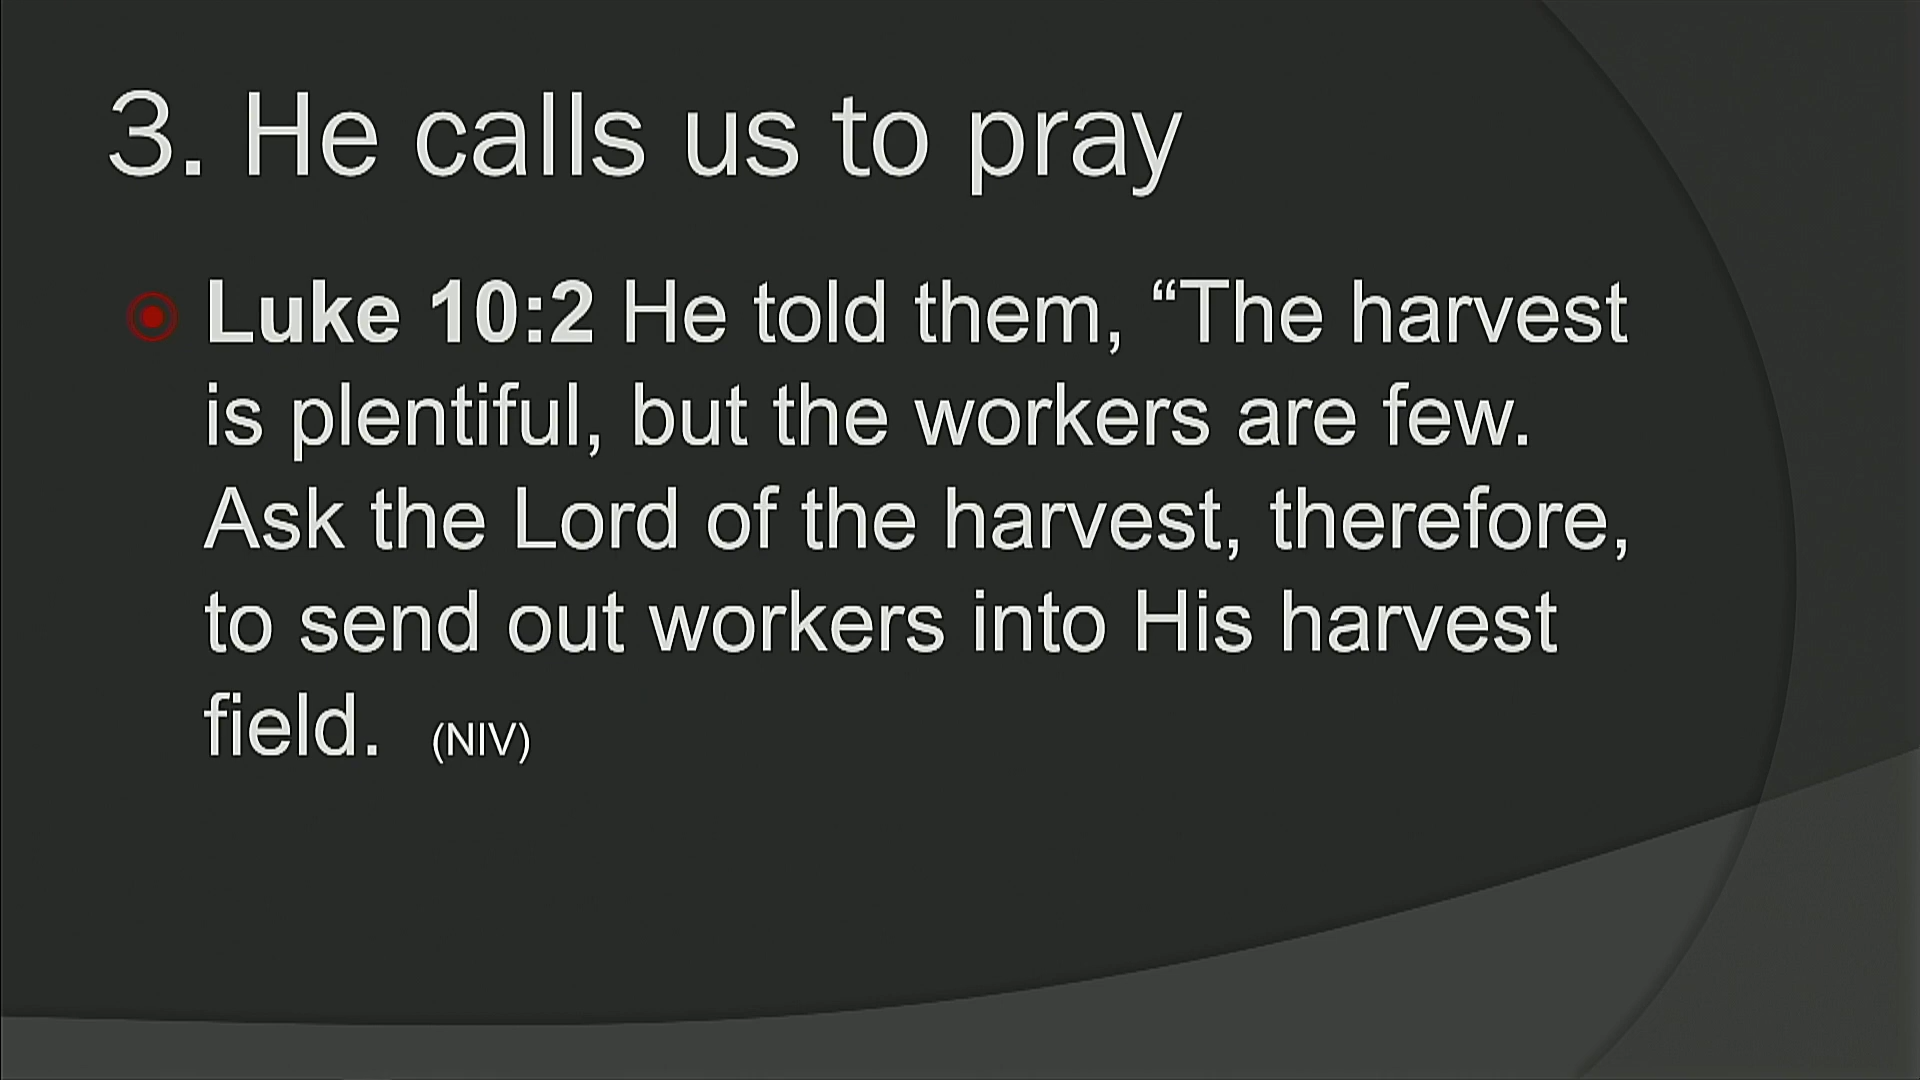 3. He calls us to pray
Luke 10:2 He told them, “The harvest
is plentiful, but the workers are few.
Ask the Lord of the harvest, therefore,
to send out workers into His harvest
field. (NIV)